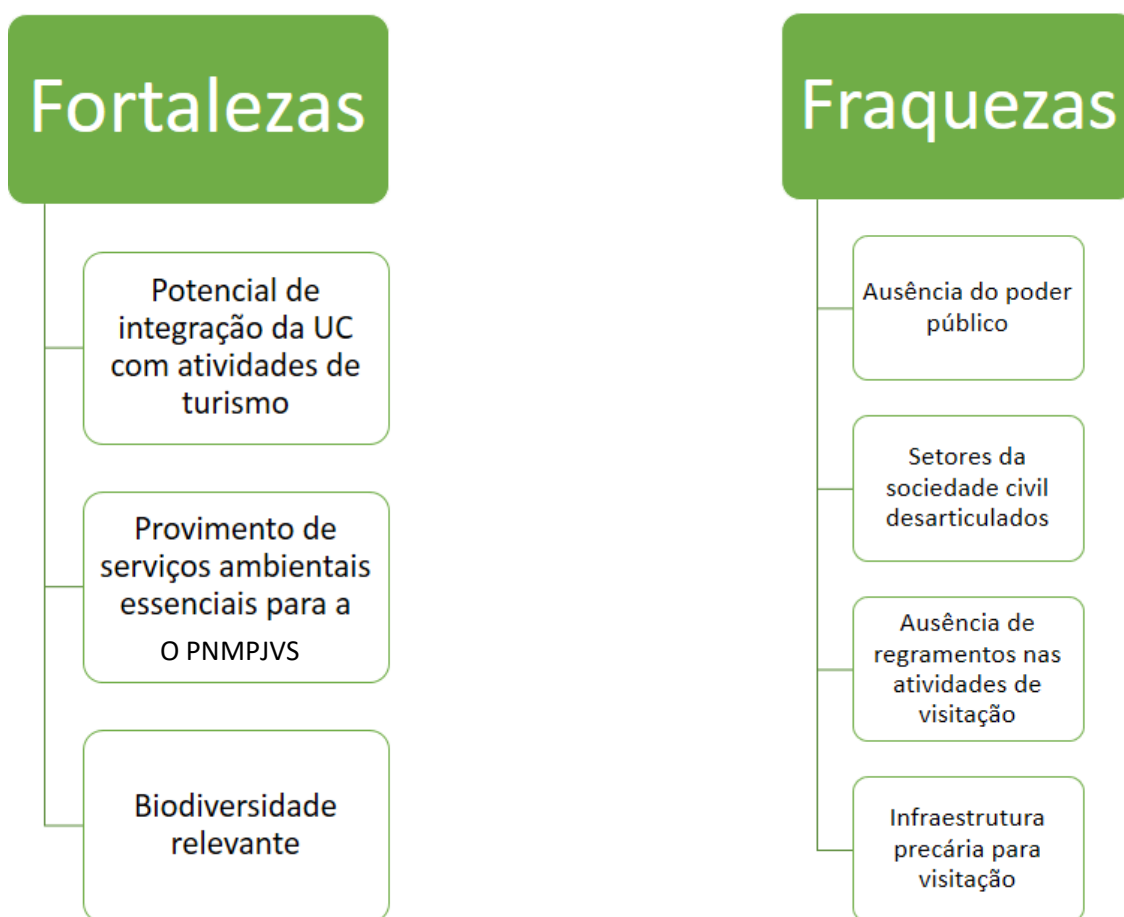 Fortalezas
Potencial de
integração da UC
com atividades de
turismo
Provimento de
serviços ambientais
essenciais para a
O PNMPJVS
Biodiversidade
relevante
Fraquezas
Ausência do poder
público
Setores da
sociedade civil
desarticulados
Ausência de
regramentos nas
atividades de
visitação
Infraestrutura
precária para
visitação